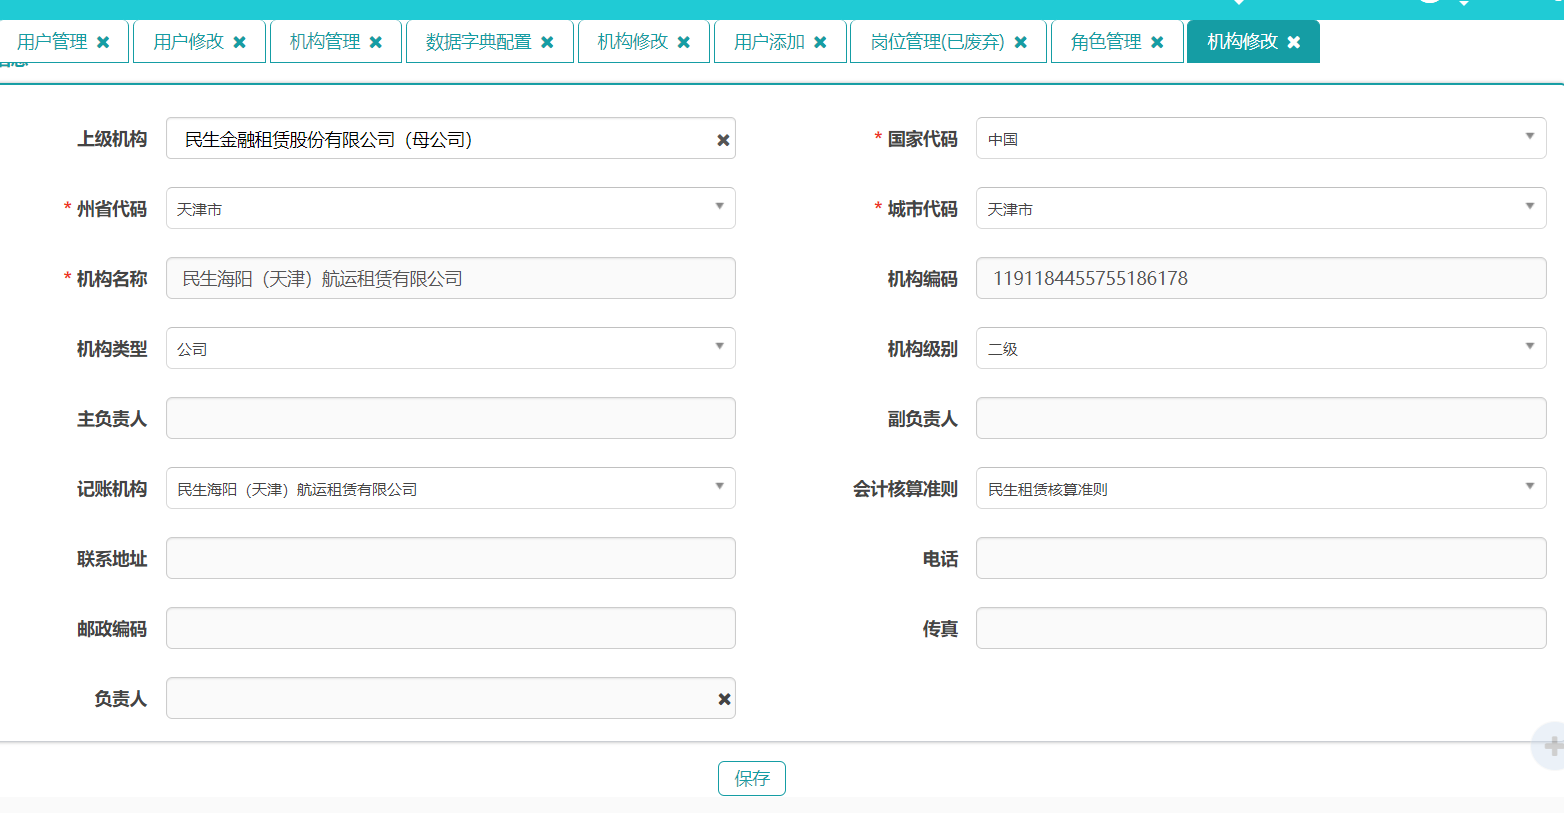 用户管理 用户修改 机构管理 数据字典配置 机构修改 用户添加 岗位管理(已废弃) 角色管理 机构修改
上级机构 民生金融租赁股份有限公司（母公司） * 国家代码 中国
* 州省代码 天津市 * 城市代码 天津市
* 机构名称 民生海阳（天津）航运租赁有限公司 机构编码 1191184455755186178
机构类型 公司 机构级别 二级
主负责人 副负责人
记账机构 民生海阳（天津）航运租赁有限公司 会计核算准则 民生租赁核算准则
联系地址 电话
邮政编码 传真
负责人
保存